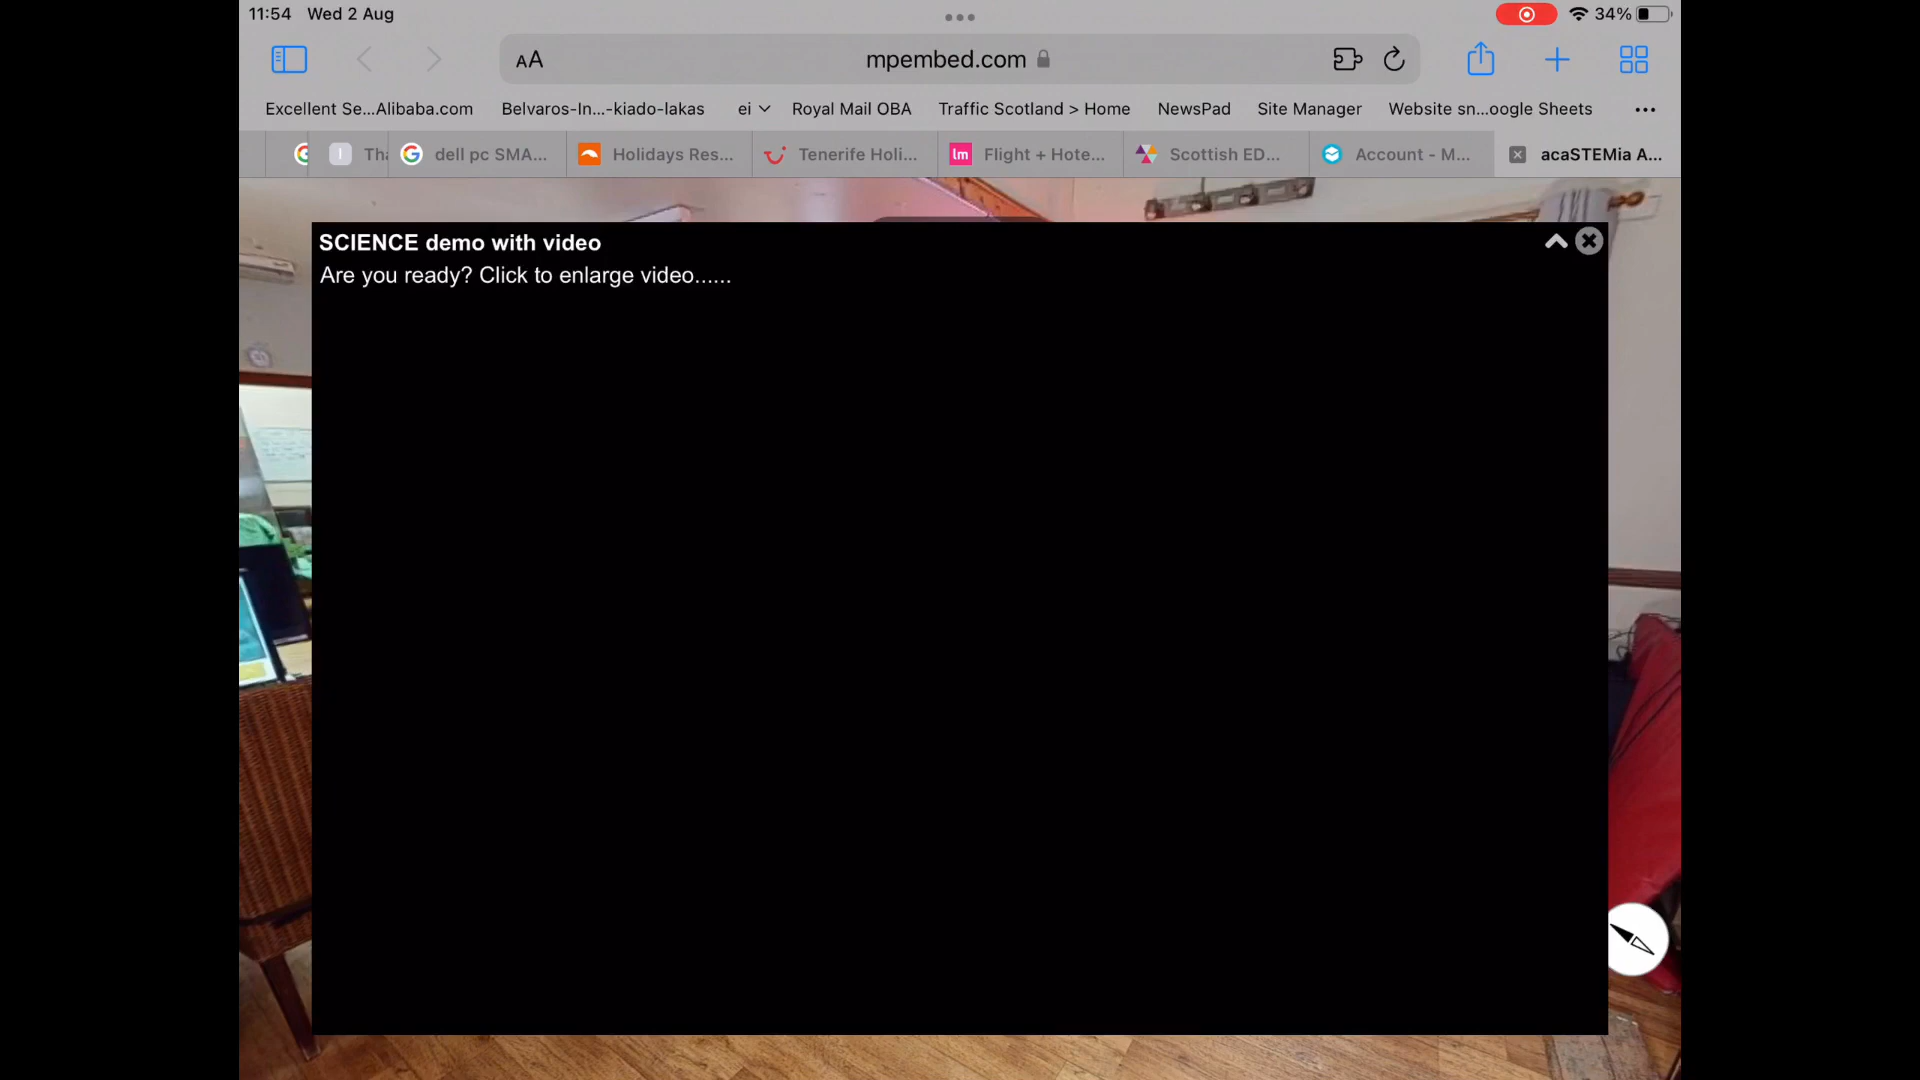 11:54 Wed 2 Aug
34%
AA mpembed.com
Excellent Se...Alibaba.com Belvaros-In...-kiado-lakas ei Royal Mail OBA Traffic Scotland > Home NewsPad Site Manager Website sn...oogle Sheets
Tha dell pc SMA... Holidays Res... Tenerife Holi... lm Flight + Hote... Scottish ED... Account - M... acaSTEMia A...
SCIENCE demo with video
Are you ready? Click to enlarge video......